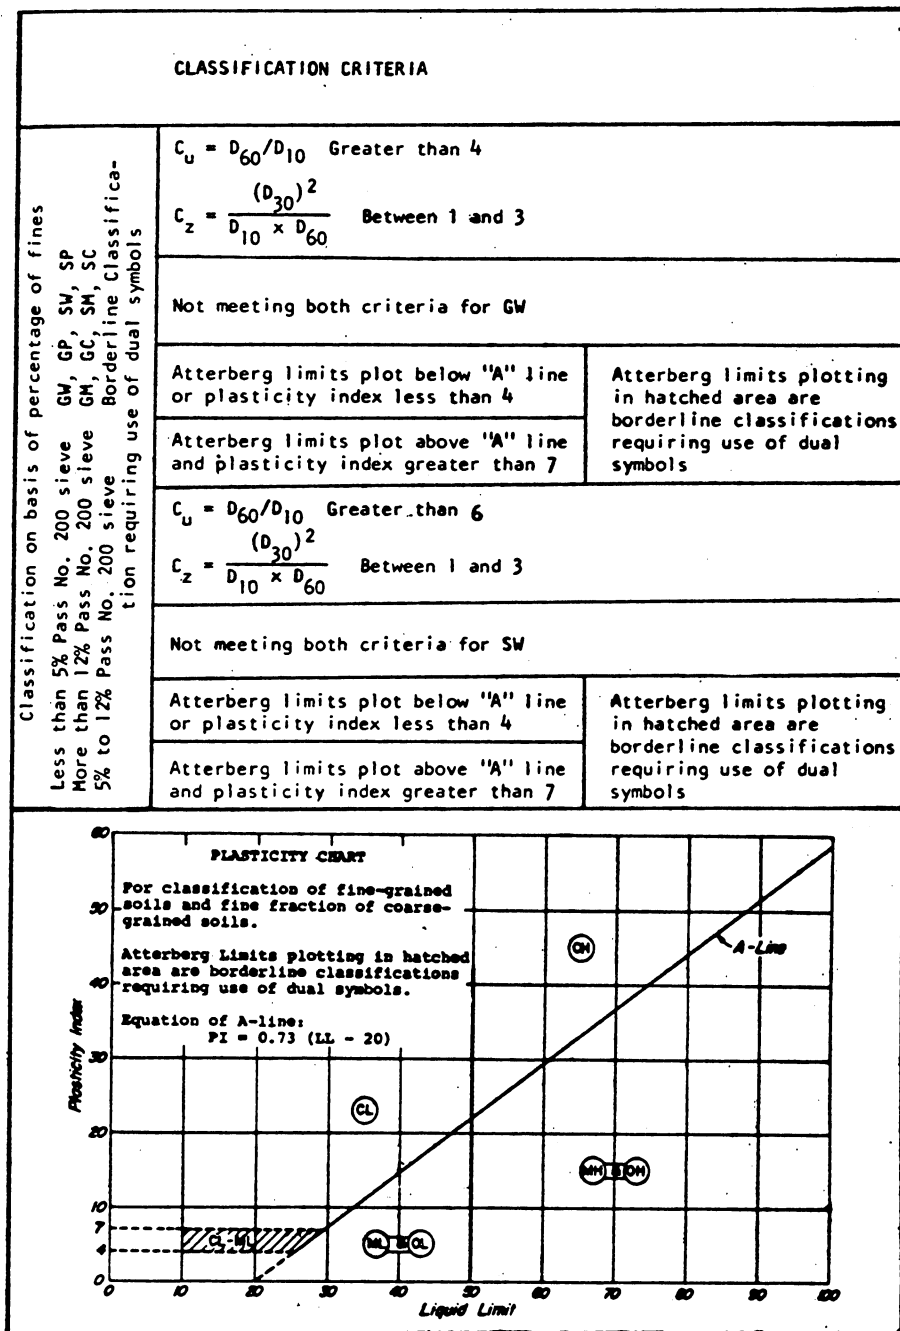 CLASSIFICATION CRITERIA
Classification on basis of percentage of fines
Less than 5% Pass No. 200 sieve GW, GP, SW, SP
More than 12% Pass No. 200 sieve GM, GC, SM, SC
5% to 12% Pass No. 200 sieve Borderline Classifica-
tion requiring use of dual symbols
C_u = D_60/D_10 Greater than 4
C_z = (D_30)^2 / D_10 x D_60 Between 1 and 3
Not meeting both criteria for GW
Atterberg limits plot below "A" line
or plasticity index less than 4
Atterberg limits plot above "A" line
and plasticity index greater than 7
Atterberg limits plotting
in hatched area are
borderline classifications
requiring use of dual
symbols
C_u = D_60/D_10 Greater than 6
C_z = (D_30)^2 / D_10 x D_60 Between 1 and 3
Not meeting both criteria for SW
Atterberg limits plot below "A" line
or plasticity index less than 4
Atterberg limits plot above "A" line
and plasticity index greater than 7
Atterberg limits plotting
in hatched area are
borderline classifications
requiring use of dual
symbols
PLASTICITY CHART
For classification of fine-grained
soils and fine fraction of coarse-
grained soils.
Atterberg Limits plotting in hatched
area are borderline classifications
requiring use of dual symbols.
Equation of A-line:
PI = 0.73 (LL - 20)
Plasticity Index
60
50
40
30
20
10
7
4
0
A-Line
CH
CL
MH & OH
CL-ML
ML & OL
0 10 20 30 40 50 60 70 80 90 100
Liquid Limit